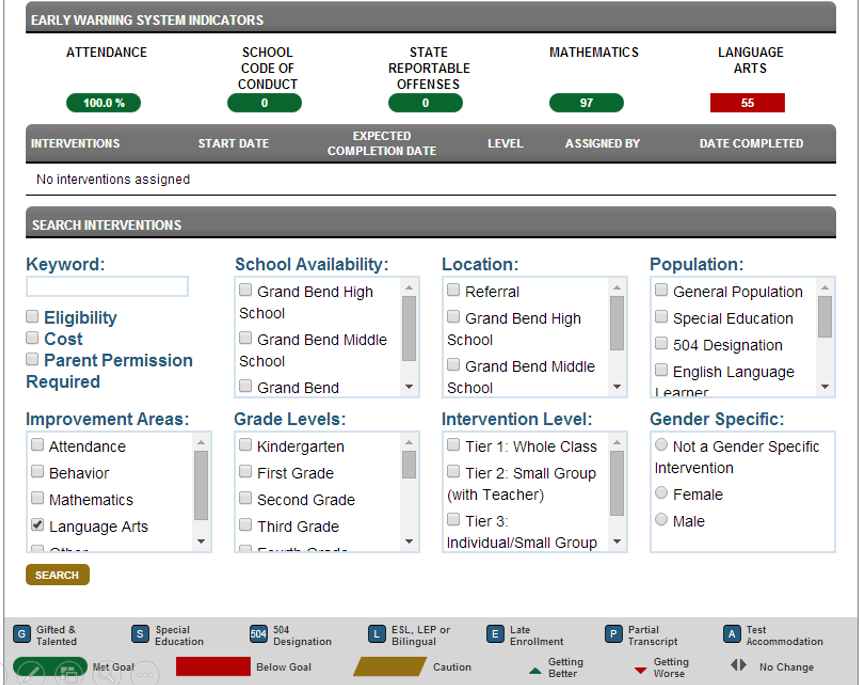 EARLY WARNING SYSTEM INDICATORS
ATTENDANCE
100.0 %
SCHOOL
CODE OF
CONDUCT
0
STATE
REPORTABLE
OFFENSES
0
MATHEMATICS
97
LANGUAGE
ARTS
55
INTERVENTIONS START DATE EXPECTED
COMPLETION DATE LEVEL ASSIGNED BY DATE COMPLETED
No interventions assigned
SEARCH INTERVENTIONS
Keyword:
Eligibility
Cost
Parent Permission
Required
School Availability:
Grand Bend High
School
Grand Bend Middle
School
Grand Bend
Location:
Referral
Grand Bend High
School
Grand Bend Middle
School
Population:
General Population
Special Education
504 Designation
English Language
Learner
Improvement Areas:
Attendance
Behavior
Mathematics
Language Arts
Other
Grade Levels:
Kindergarten
First Grade
Second Grade
Third Grade
Fourth Grade
Intervention Level:
Tier 1: Whole Class
Tier 2: Small Group
(with Teacher)
Tier 3:
Individual/Small Group
Gender Specific:
Not a Gender Specific
Intervention
Female
Male
SEARCH
G Gifted &
Talented
S Special
Education
504 504
Designation
L ESL, LEP or
Bilingual
E Late
Enrollment
P Partial
Transcript
A Test
Accommodation
Met Goal
Below Goal
Caution
Getting
Better
Getting
Worse
No Change